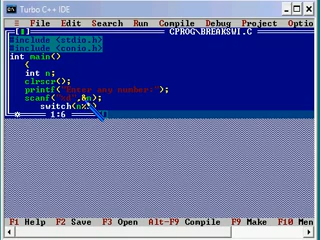 Turbo C++ IDE
File Edit Search Run Compile Debug Project Optio
CPROG\BREAKSWI.C
#include <stdio.h>
#include <conio.h>
int main()
{
int n;
clrscr();
printf("Enter any number:");
scanf("%d",&n);
switch(n%
1:6
F1 Help F2 Save F3 Open Alt-F9 Compile F9 Make F10 Men